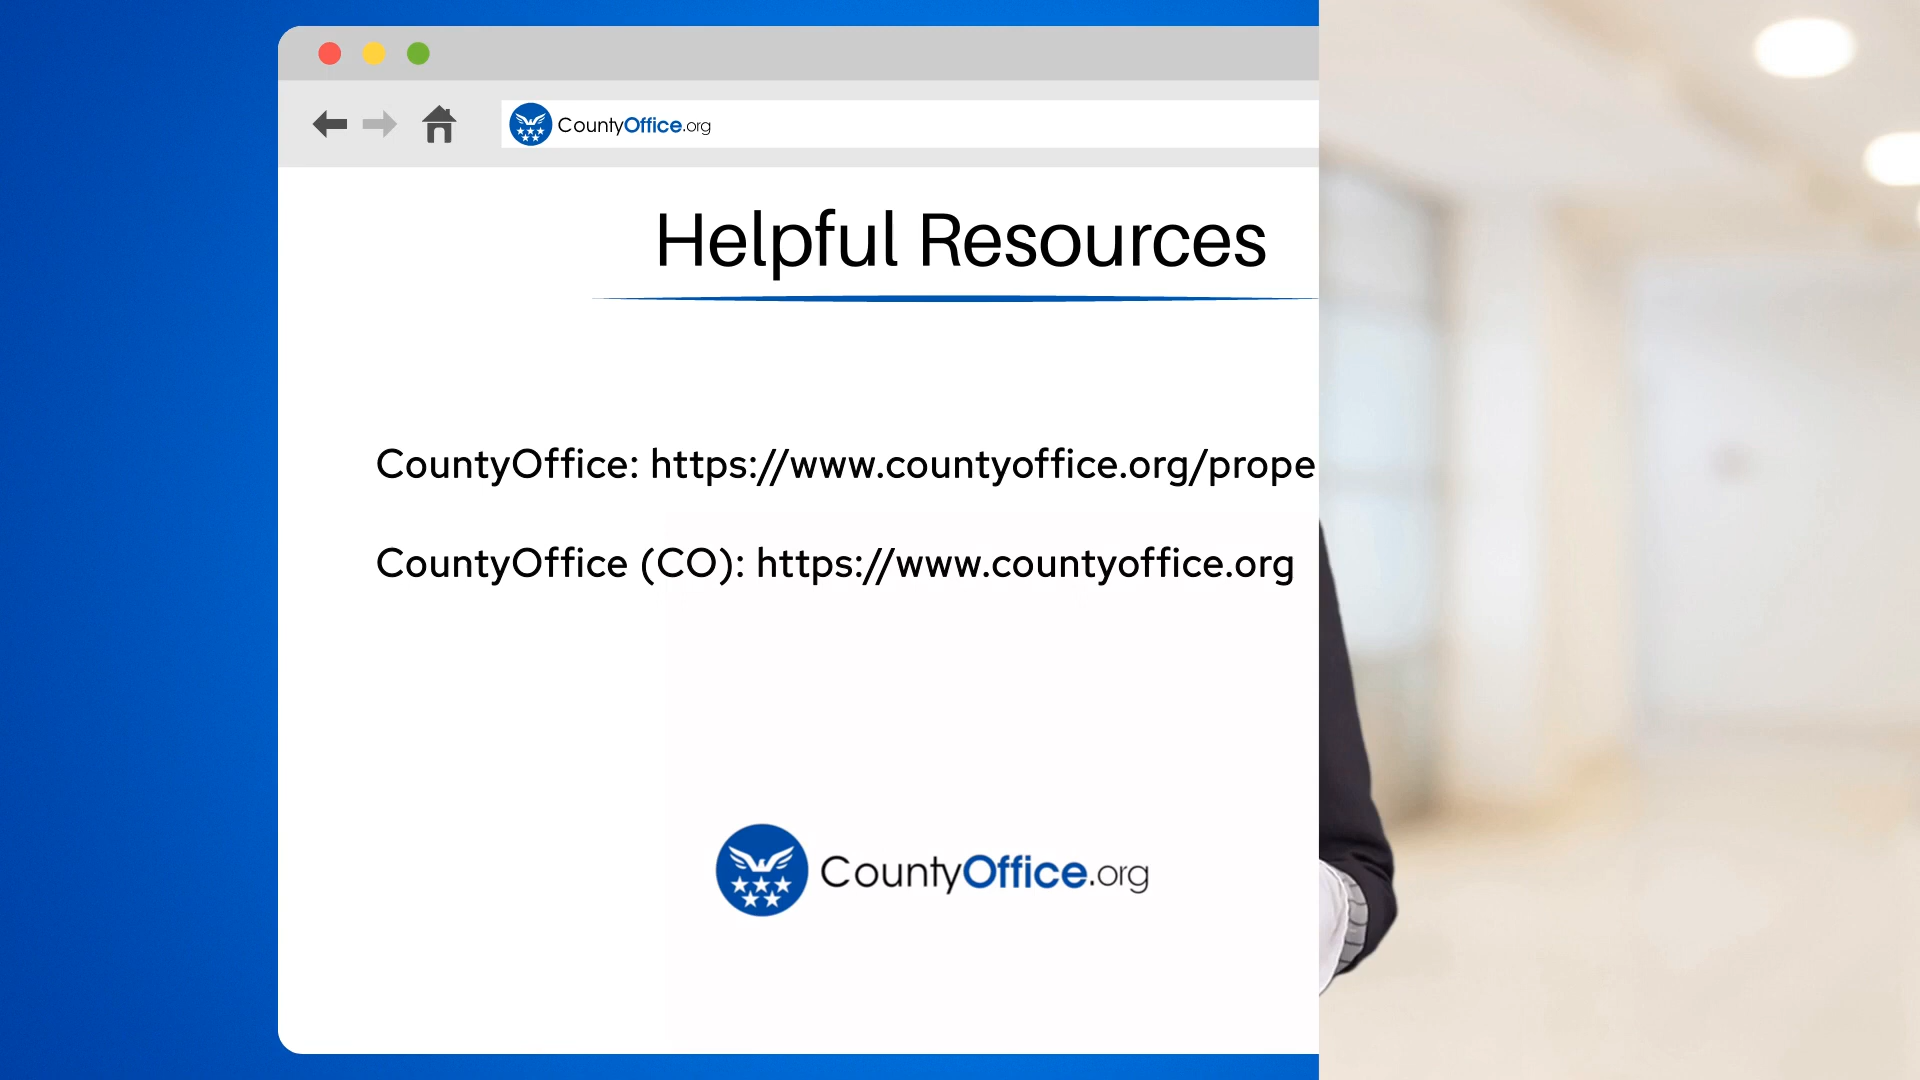 CountyOffice.org
Helpful Resources
CountyOffice: https://www.countyoffice.org/prope
CountyOffice (CO): https://www.countyoffice.org
CountyOffice.org